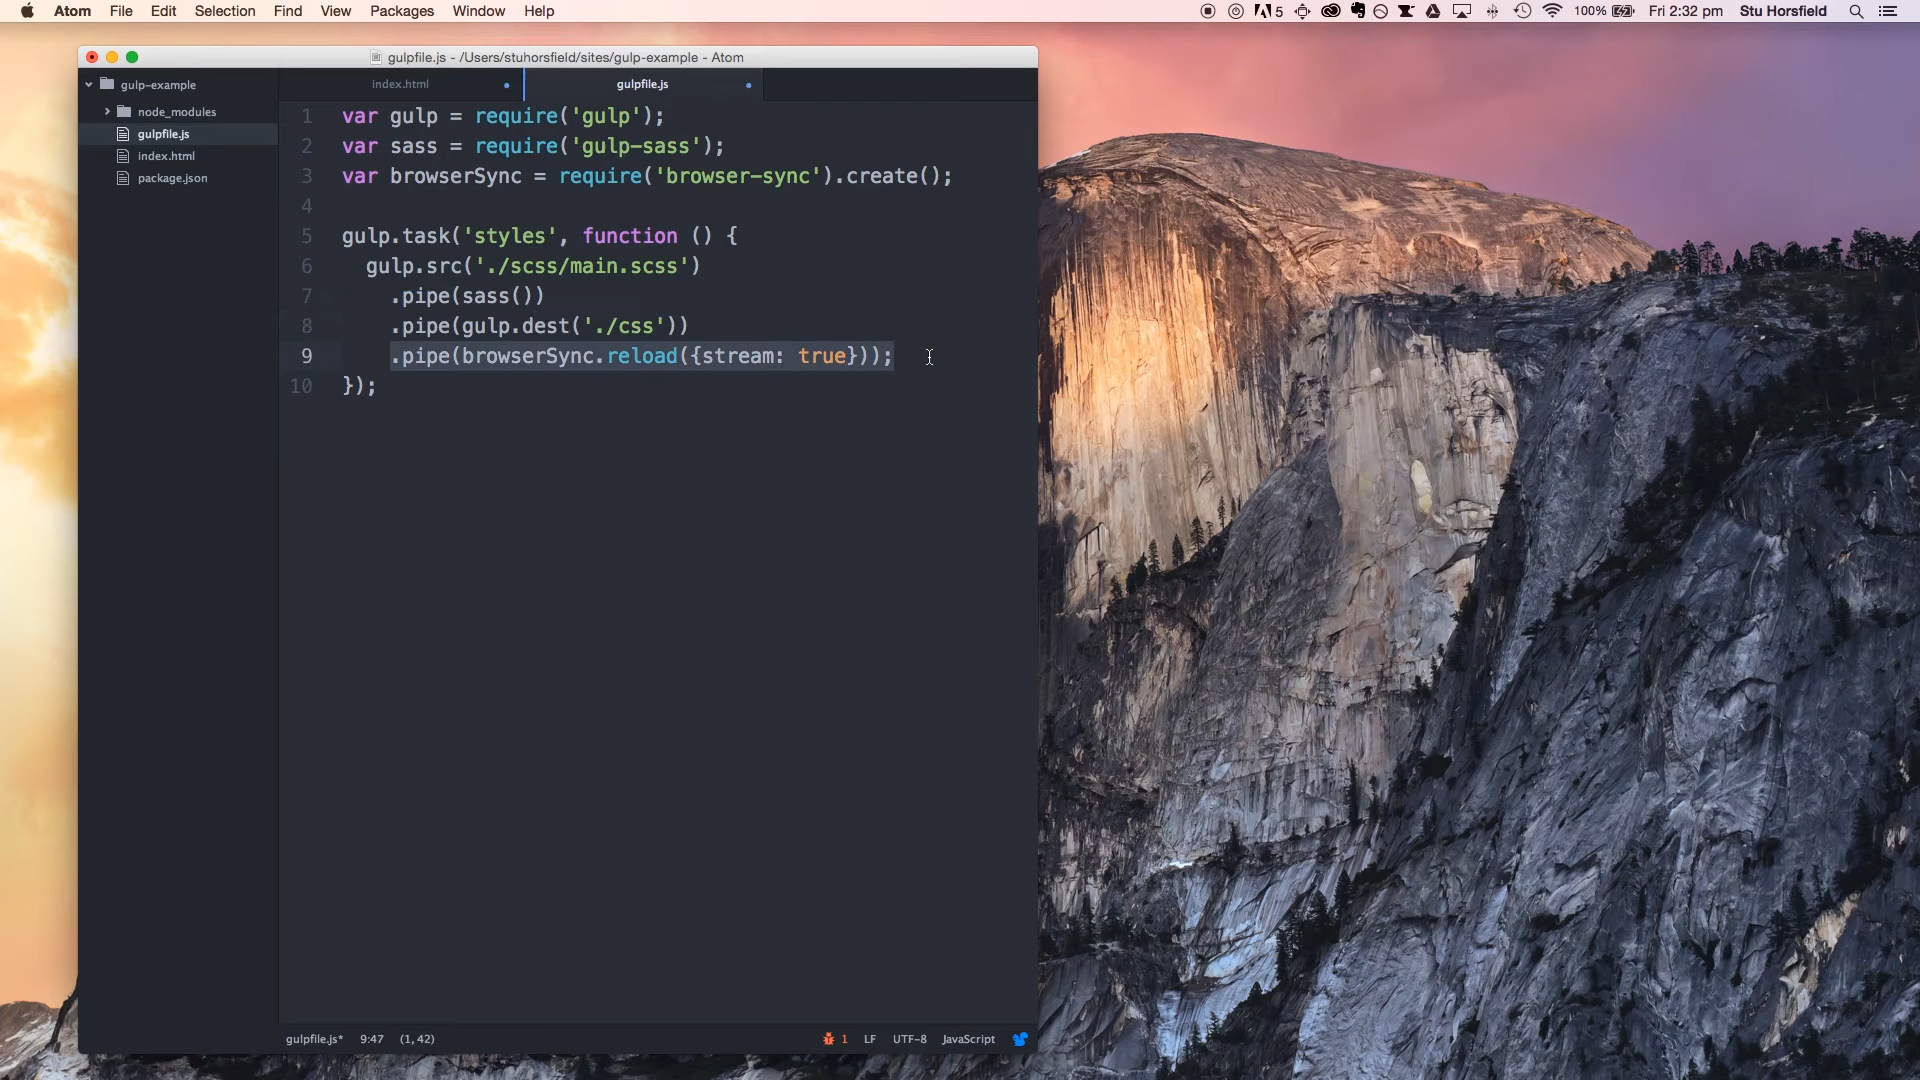 Atom File Edit Selection Find View Packages Window Help 5 100% Fri 2:32 pm Stu Horsfield
gulpfile.js - /Users/stuhorsfield/sites/gulp-example - Atom
gulp-example
node_modules
gulpfile.js
index.html
package.json
index.html gulpfile.js
1 var gulp = require('gulp');
2 var sass = require('gulp-sass');
3 var browserSync = require('browser-sync').create();
4
5 gulp.task('styles', function () {
6 gulp.src('./scss/main.scss')
7 .pipe(sass())
8 .pipe(gulp.dest('./css'))
9 .pipe(browserSync.reload({stream: true}));
10 });
gulpfile.js* 9:47 (1, 42) 1 LF UTF-8 JavaScript